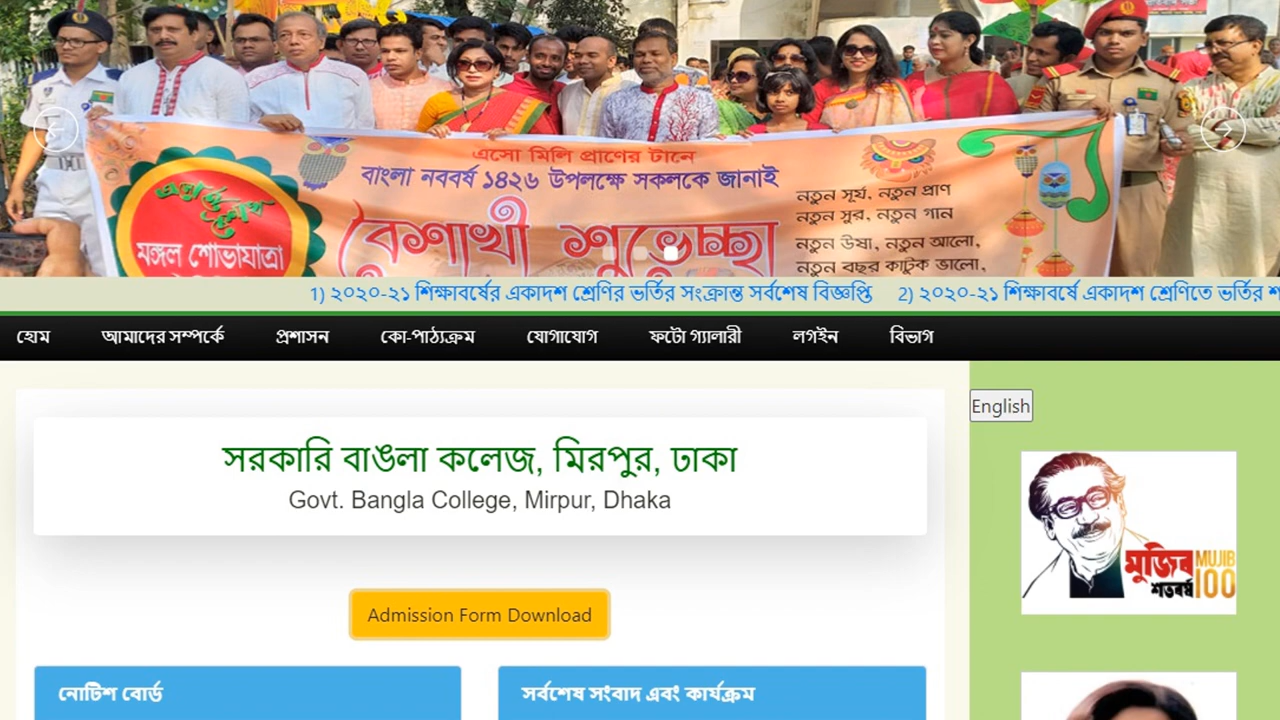 এসো মিলি প্রাণের টানে
বাংলা নববর্ষ ১৪২৬ উপলক্ষে সকলকে জানাই
বৈশাখী শুভেচ্ছা
মঙ্গল শোভাযাত্রা
নতুন সূর্য, নতুন প্রাণ
নতুন সুর, নতুন গান
নতুন উষা, নতুন আলো,
নতুন বছর কাটুক ভালো,
1) ২০২০-২১ শিক্ষাবর্ষের একাদশ শ্রেণির ভর্তির সংক্রান্ত সর্বশেষ বিজ্ঞপ্তি 2) ২০২০-২১ শিক্ষাবর্ষে একাদশ শ্রেণিতে ভর্তির
হোম আমাদের সম্পর্কে প্রশাসন কো-পাঠ্যক্রম যোগাযোগ ফটো গ্যালারী লগইন বিভাগ
English
সরকারি বাঙলা কলেজ, মিরপুর, ঢাকা
Govt. Bangla College, Mirpur, Dhaka
মুজিব MUJIB
শতবর্ষ 100
Admission Form Download
নোটিশ বোর্ড
সর্বশেষ সংবাদ এবং কার্যক্রম